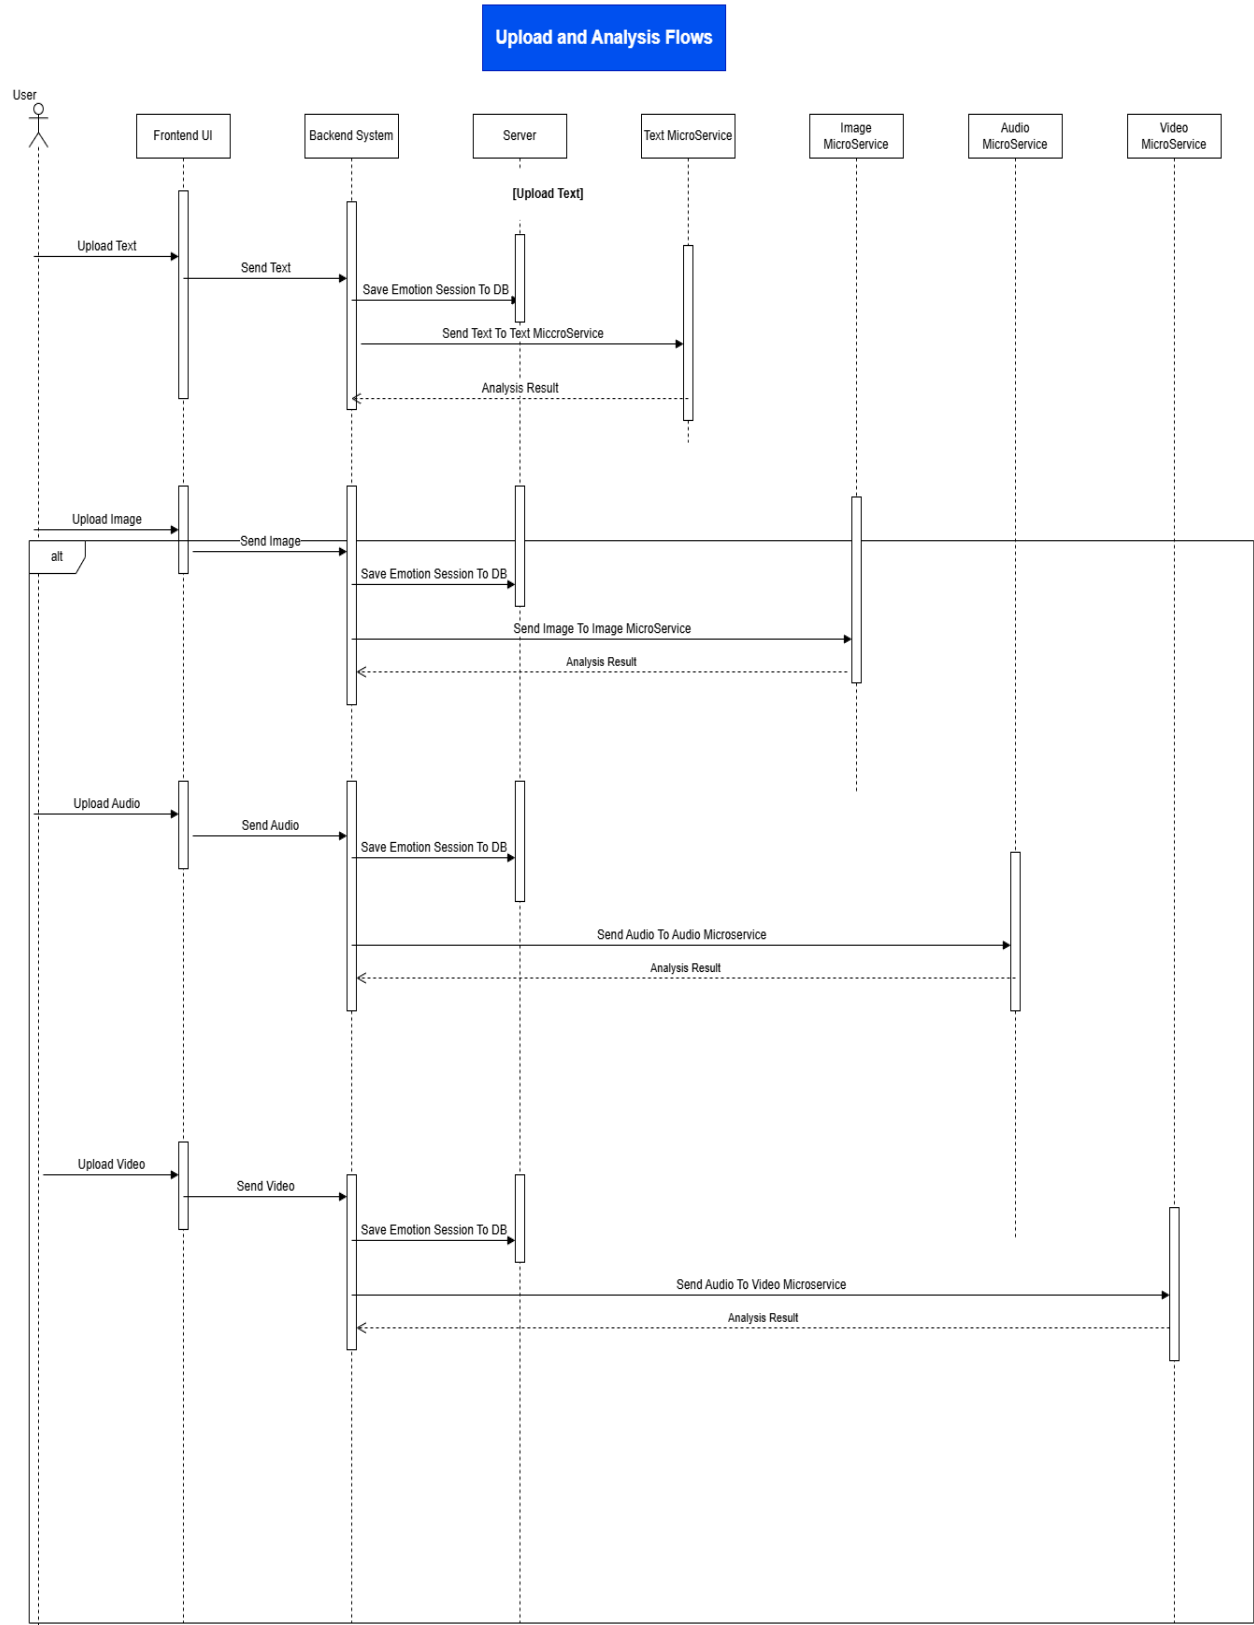 Upload and Analysis Flows
User
Frontend UI
Backend System
Server
Text MicroService
Image
MicroService
Audio
MicroService
Video
MicroService
[Upload Text]
Upload Text
Send Text
Save Emotion Session To DB
Send Text To Text MiccroService
Analysis Result
Upload Image
Send Image
alt
Save Emotion Session To DB
Send Image To Image MicroService
Analysis Result
Upload Audio
Send Audio
Save Emotion Session To DB
Send Audio To Audio Microservice
Analysis Result
Upload Video
Send Video
Save Emotion Session To DB
Send Audio To Video Microservice
Analysis Result